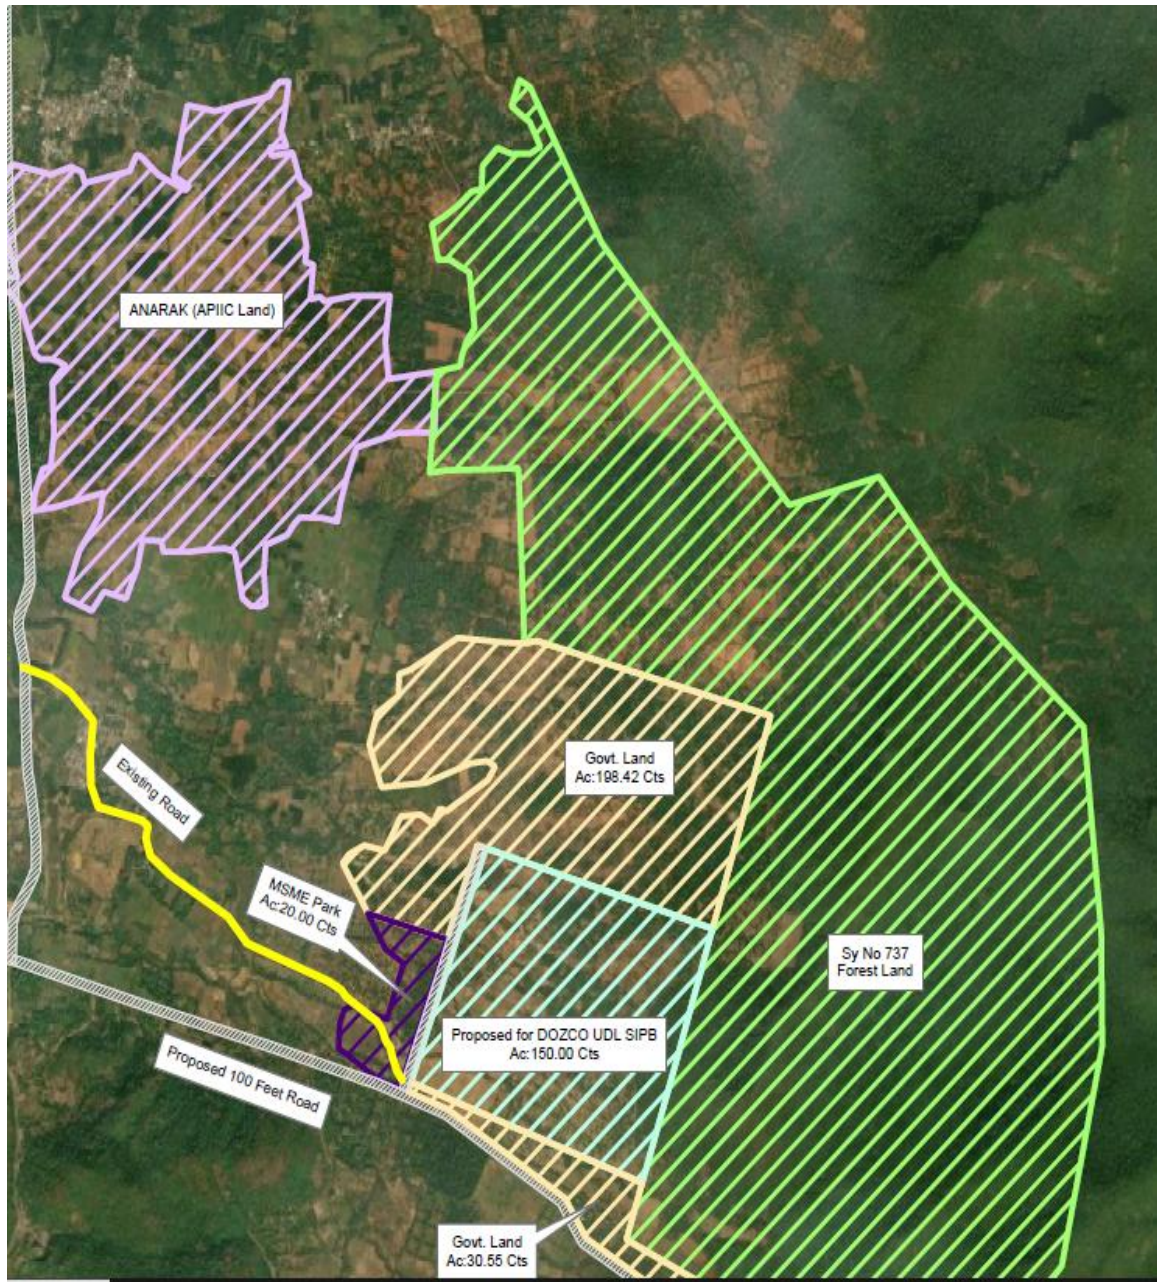 ANARAK (APIIC Land)
Govt. Land
Ac:198.42 Cts
Existing Road
MSME Park
Ac:20.00 Cts
Sy No 737
Forest Land
Proposed for DOZCO UDL SIPB
Ac:150.00 Cts
Proposed 100 Feet Road
Govt. Land
Ac:30.55 Cts